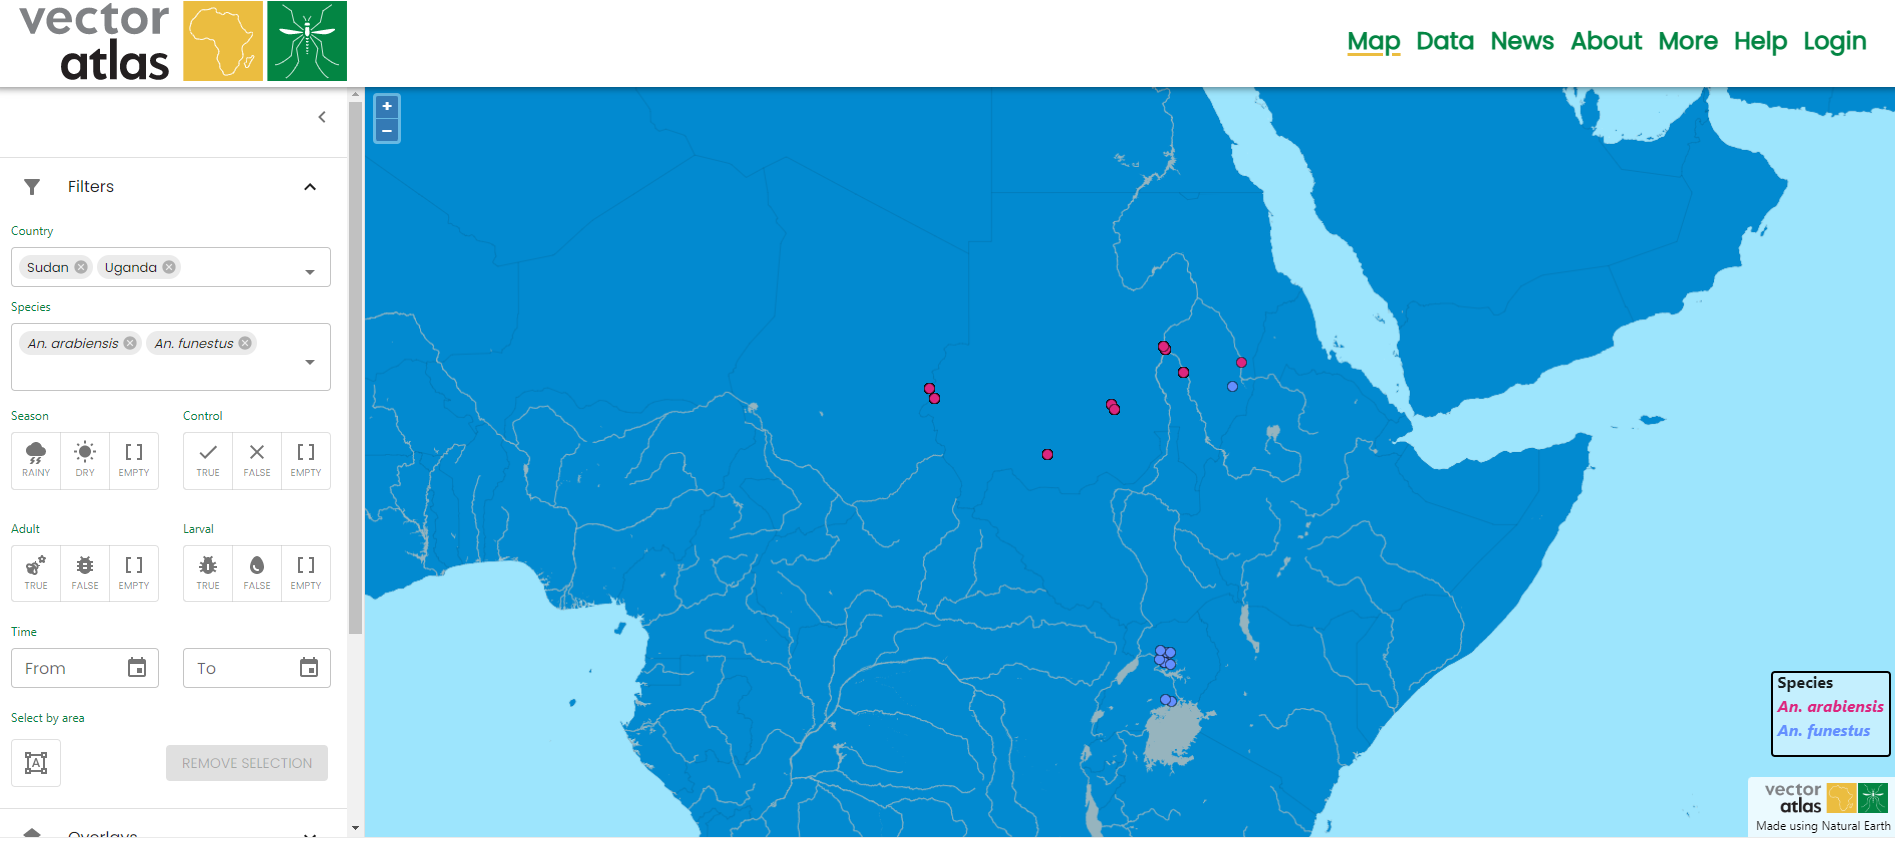 vector
atlas
Map Data News About More Help Login
+
−
Filters
Country
Sudan Uganda
Species
An. arabiensis An. funestus
Season Control
RAINY DRY EMPTY TRUE FALSE EMPTY
Adult Larval
TRUE FALSE EMPTY TRUE FALSE EMPTY
Time
From To
Select by area
A REMOVE SELECTION
Overlays
Species
An. arabiensis
An. funestus
vector
atlas
Made using Natural Earth